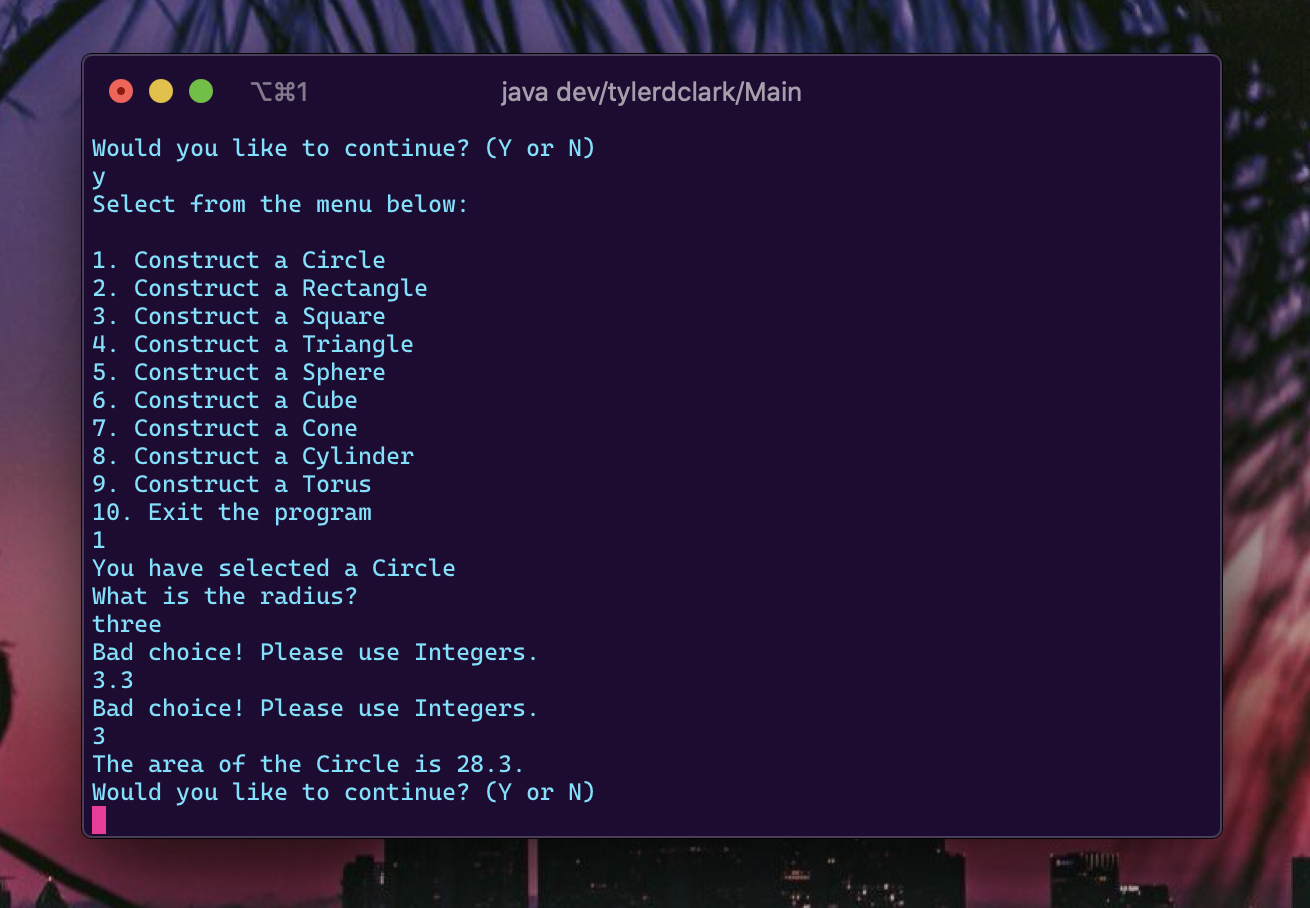 ⌥⌘1 java dev/tylerdclark/Main
Would you like to continue? (Y or N)
y
Select from the menu below:

1. Construct a Circle
2. Construct a Rectangle
3. Construct a Square
4. Construct a Triangle
5. Construct a Sphere
6. Construct a Cube
7. Construct a Cone
8. Construct a Cylinder
9. Construct a Torus
10. Exit the program
1
You have selected a Circle
What is the radius?
three
Bad choice! Please use Integers.
3.3
Bad choice! Please use Integers.
3
The area of the Circle is 28.3.
Would you like to continue? (Y or N)